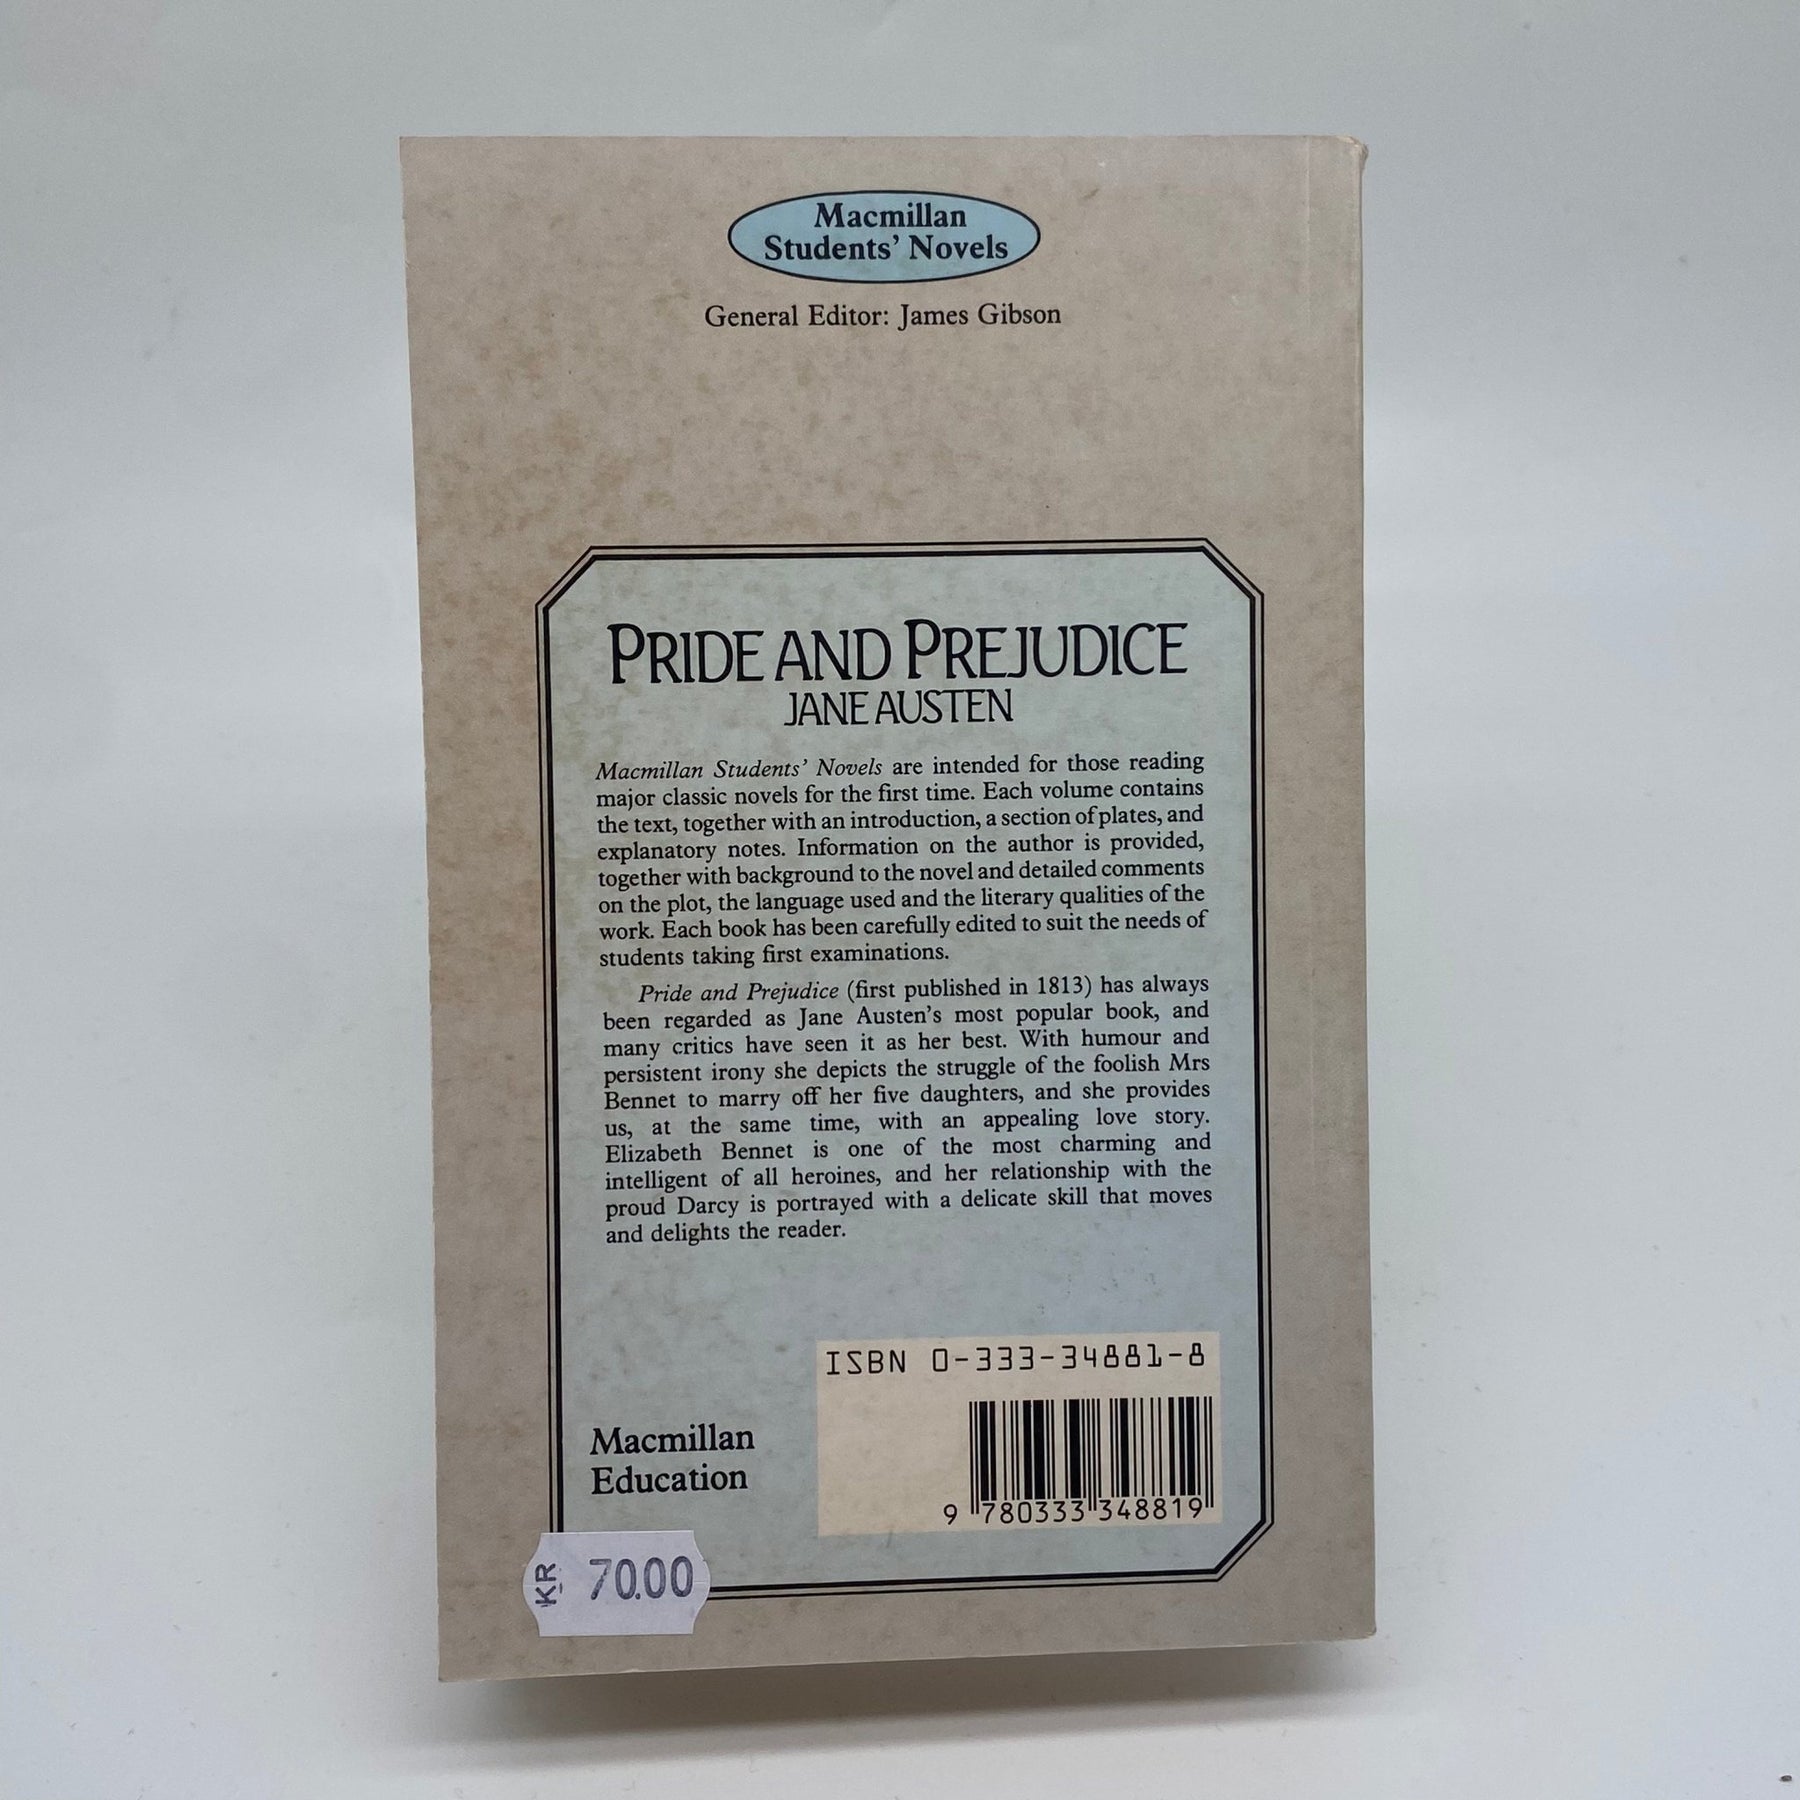 Macmillan
Students’ Novels
General Editor: James Gibson
PRIDE AND PREJUDICE
JANE AUSTEN
Macmillan Students’ Novels are intended for those reading
major classic novels for the first time. Each volume contains
the text, together with an introduction, a section of plates, and
explanatory notes. Information on the author is provided,
together with background to the novel and detailed comments
on the plot, the language used and the literary qualities of the
work. Each book has been carefully edited to suit the needs of
students taking first examinations.
Pride and Prejudice (first published in 1813) has always
been regarded as Jane Austen’s most popular book, and
many critics have seen it as her best. With humour and
persistent irony she depicts the struggle of the foolish Mrs
Bennet to marry off her five daughters, and she provides
us, at the same time, with an appealing love story.
Elizabeth Bennet is one of the most charming and
intelligent of all heroines, and her relationship with the
proud Darcy is portrayed with a delicate skill that moves
and delights the reader.
ISBN 0-333-34881-8
9 780333 348819
Macmillan
Education
KR 70.00